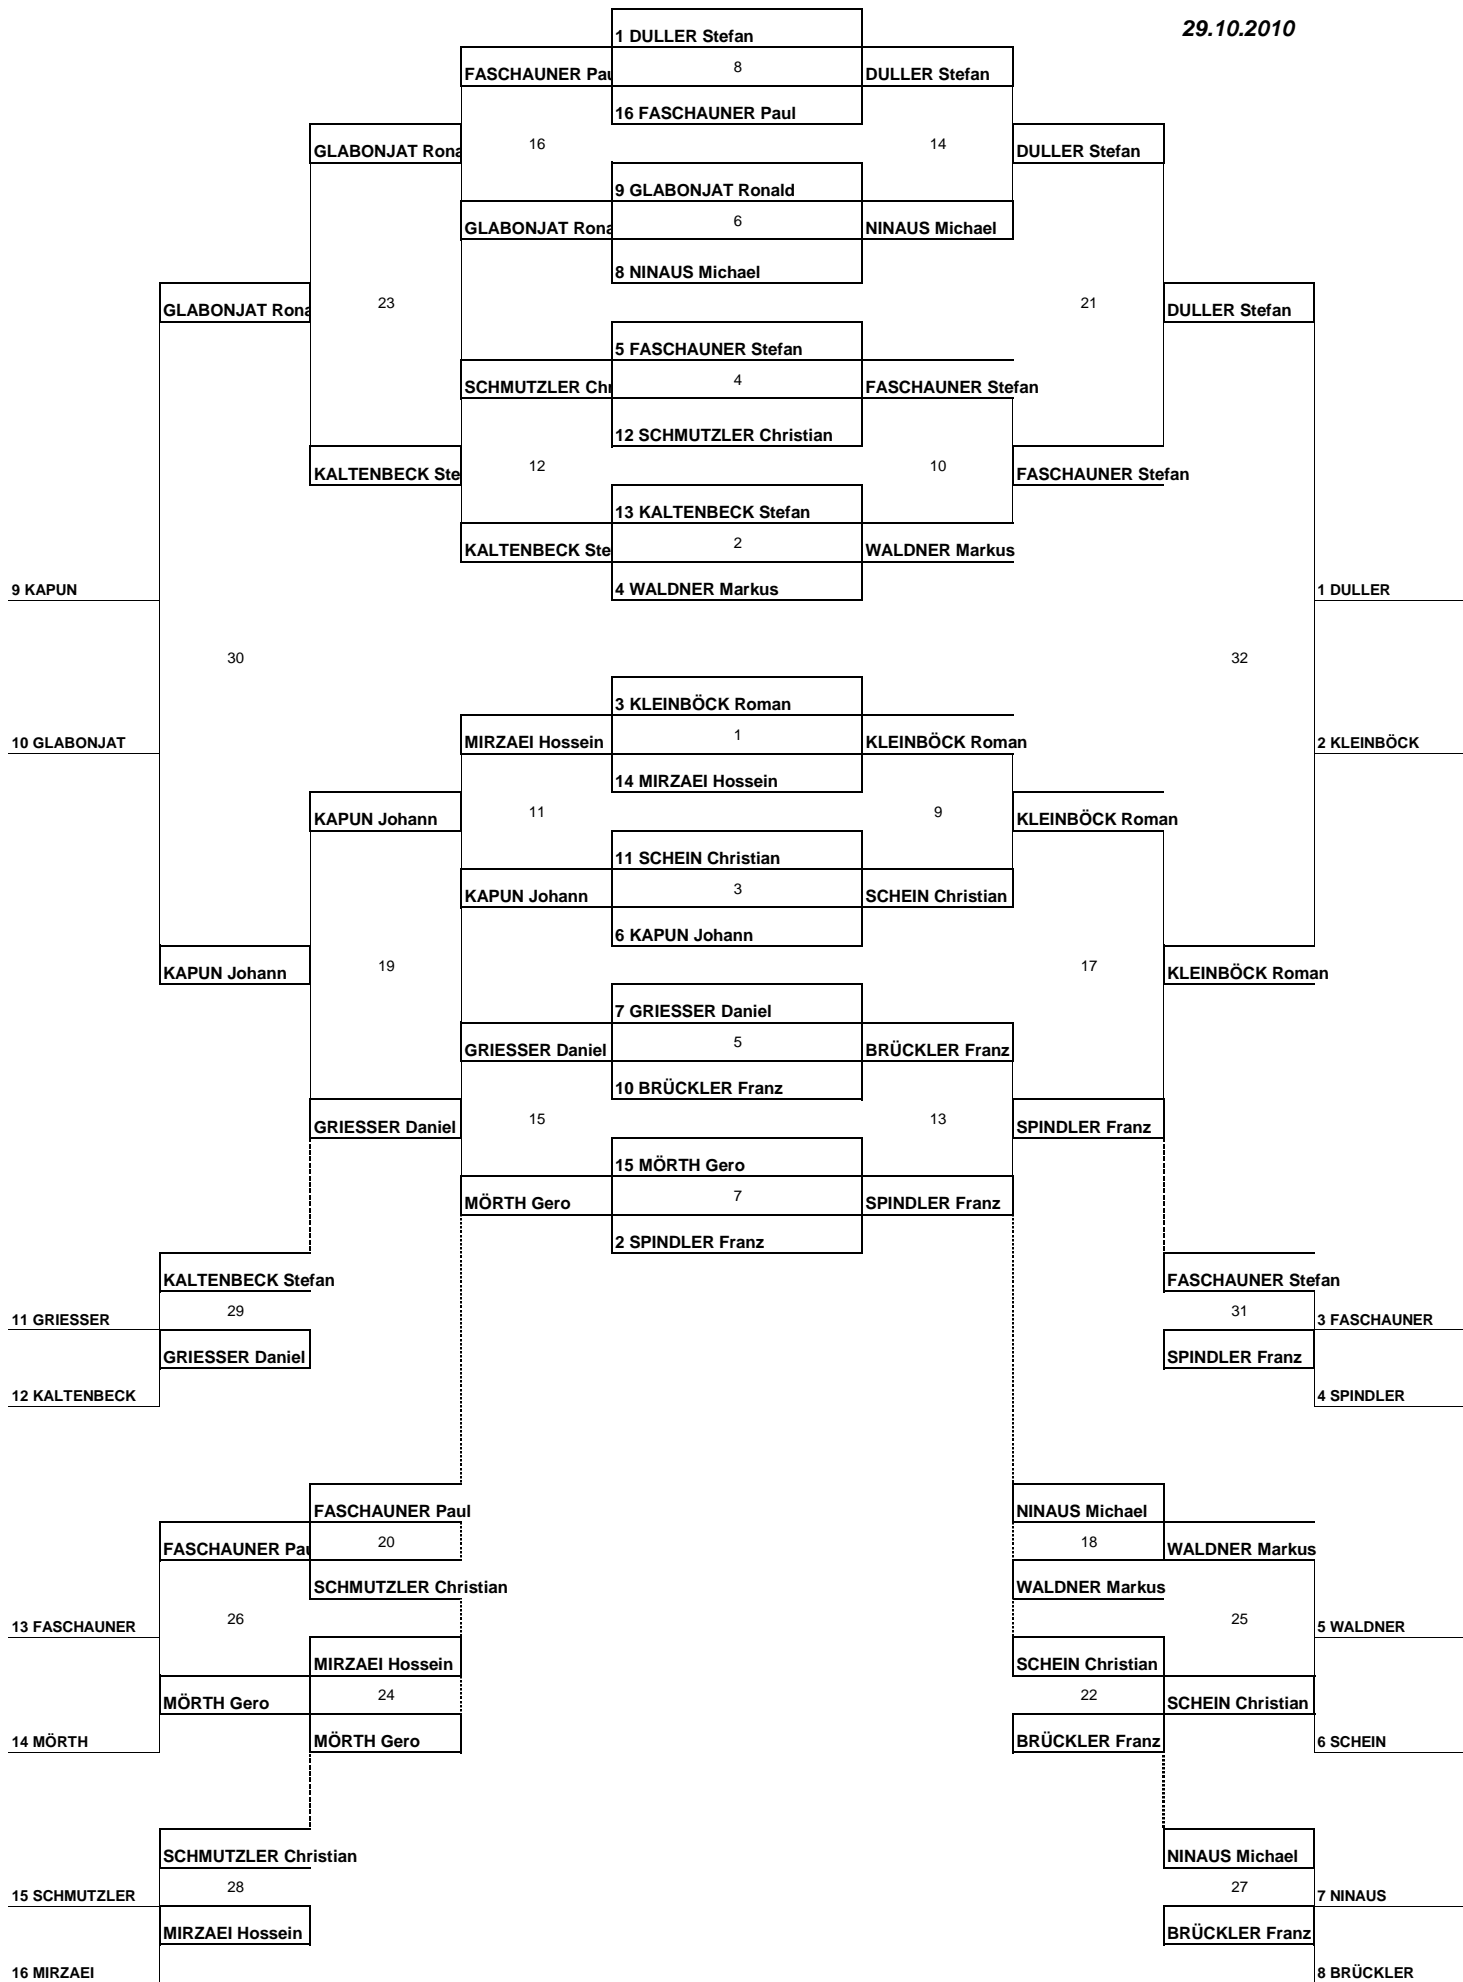 29.10.2010
1 DULLER Stefan
FASCHAUNER Pau
8
DULLER Stefan
16 FASCHAUNER Paul
GLABONJAT Rona
16
14
DULLER Stefan
9 GLABONJAT Ronald
GLABONJAT Rona
6
NINAUS Michael
8 NINAUS Michael
GLABONJAT Rona
23
21
DULLER Stefan
5 FASCHAUNER Stefan
SCHMUTZLER Chr
4
FASCHAUNER Stefan
12 SCHMUTZLER Christian
KALTENBECK Ste
12
10
FASCHAUNER Stefan
13 KALTENBECK Stefan
KALTENBECK Ste
2
WALDNER Markus
9 KAPUN
4 WALDNER Markus
1 DULLER
30
32
3 KLEINBÖCK Roman
10 GLABONJAT
MIRZAEI Hossein
1
KLEINBÖCK Roman
2 KLEINBÖCK
14 MIRZAEI Hossein
KAPUN Johann
11
9
KLEINBÖCK Roman
11 SCHEIN Christian
KAPUN Johann
3
SCHEIN Christian
6 KAPUN Johann
KAPUN Johann
19
17
KLEINBÖCK Roman
7 GRIESSER Daniel
GRIESSER Daniel
5
BRÜCKLER Franz
10 BRÜCKLER Franz
GRIESSER Daniel
15
13
SPINDLER Franz
15 MÖRTH Gero
MÖRTH Gero
7
SPINDLER Franz
2 SPINDLER Franz
KALTENBECK Stefan
FASCHAUNER Stefan
11 GRIESSER
29
31
3 FASCHAUNER
GRIESSER Daniel
SPINDLER Franz
12 KALTENBECK
4 SPINDLER
FASCHAUNER Paul
NINAUS Michael
FASCHAUNER Pau
20
18
WALDNER Markus
SCHMUTZLER Christian
WALDNER Markus
13 FASCHAUNER
26
25
5 WALDNER
MIRZAEI Hossein
SCHEIN Christian
MÖRTH Gero
24
22
SCHEIN Christian
14 MÖRTH
MÖRTH Gero
BRÜCKLER Franz
6 SCHEIN
SCHMUTZLER Christian
NINAUS Michael
15 SCHMUTZLER
28
27
7 NINAUS
MIRZAEI Hossein
BRÜCKLER Franz
16 MIRZAEI
8 BRÜCKLER